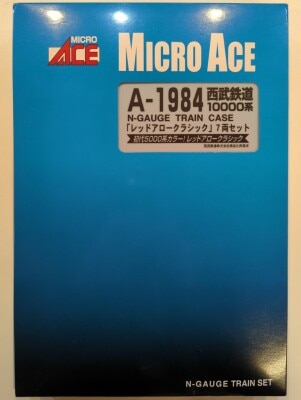 MICRO
ACE
MICRO ACE
A-1984 西武鉄道
10000系
N-GAUGE TRAIN CASE
「レッドアロークラシック」7両セット
初代5000系カラー!レッドアロークラシック
N-GAUGE TRAIN SET